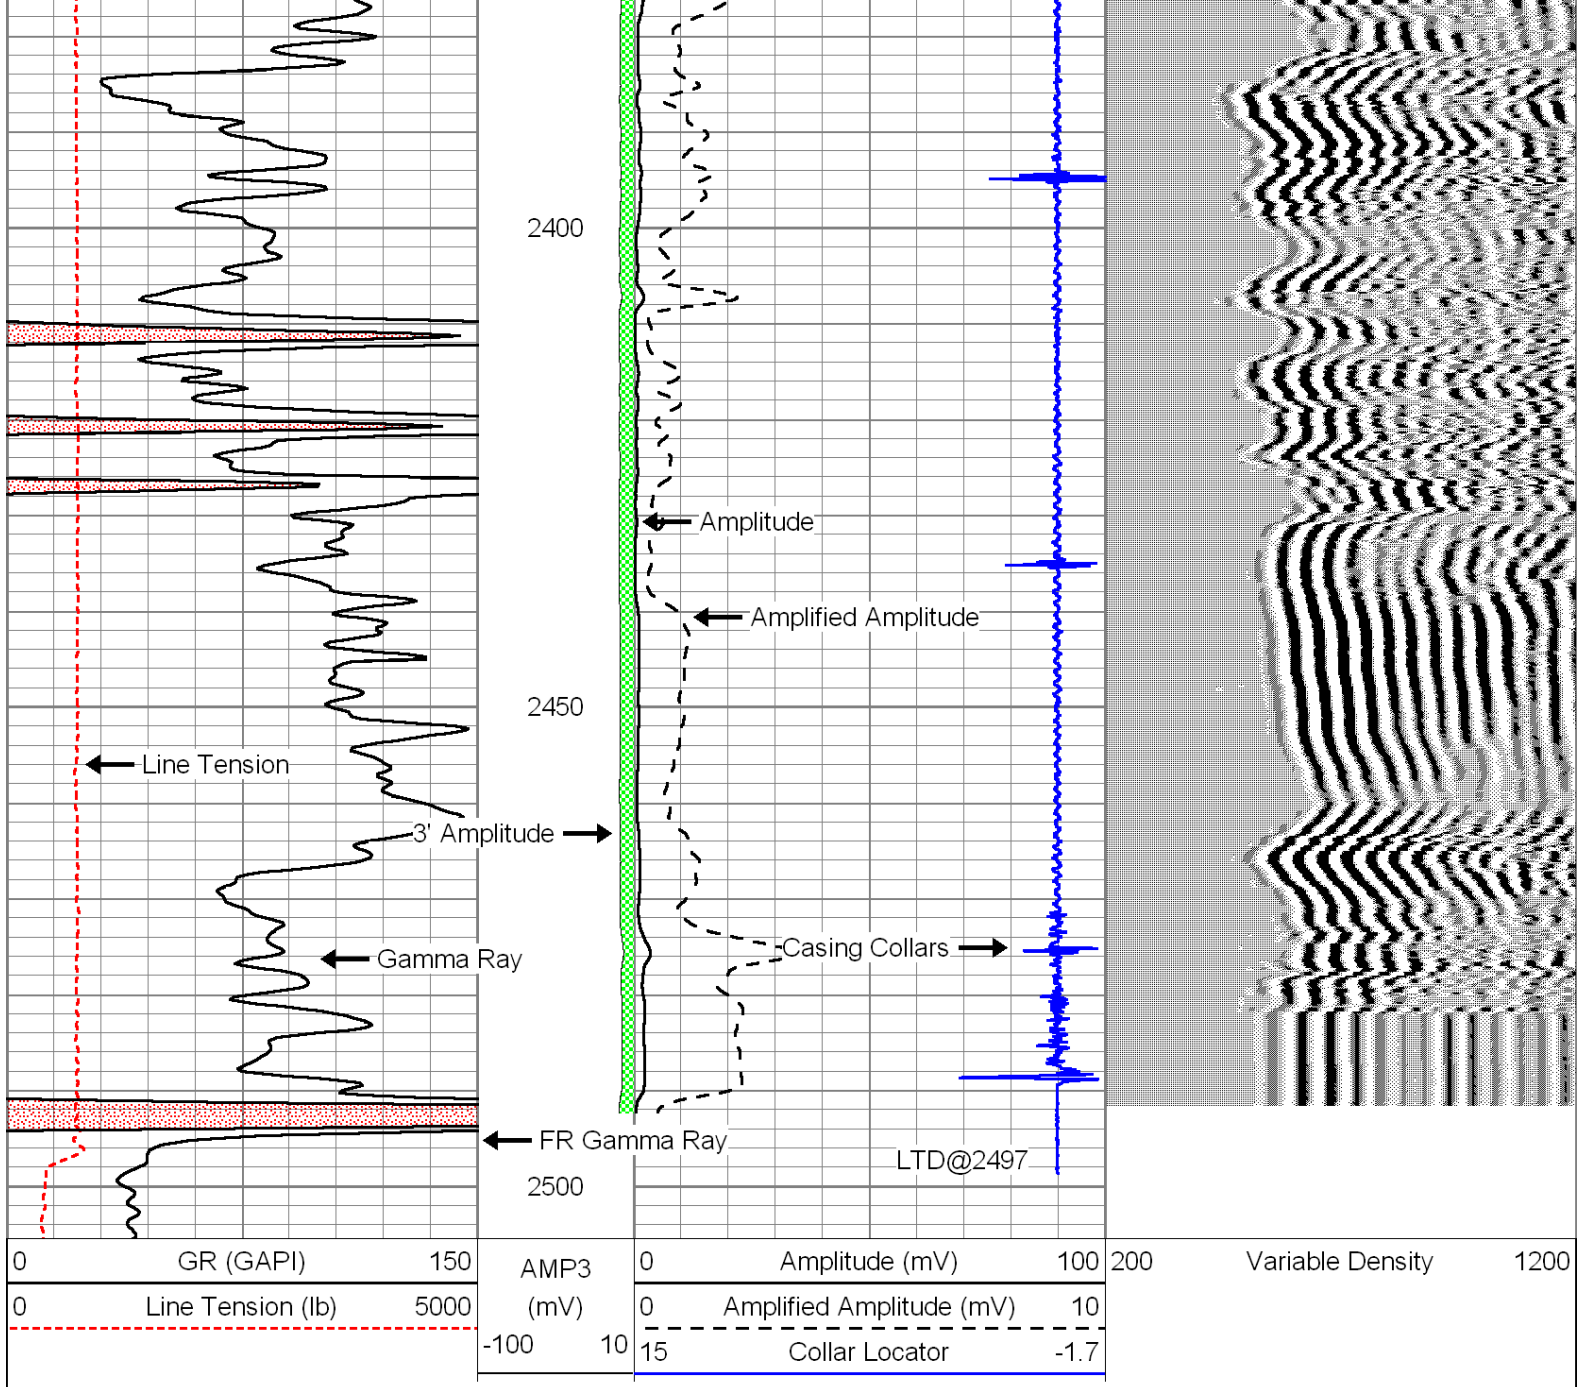 2400
Amplitude
Amplified Amplitude
2450
Line Tension
3' Amplitude
Casing Collars
Gamma Ray
FR Gamma Ray
LTD@2497
2500
0 GR (GAPI) 150
0 Line Tension (lb) 5000
AMP3
(mV)
-100 10
0 Amplitude (mV) 100
0 Amplified Amplitude (mV) 10
15 Collar Locator -1.7
200 Variable Density 1200